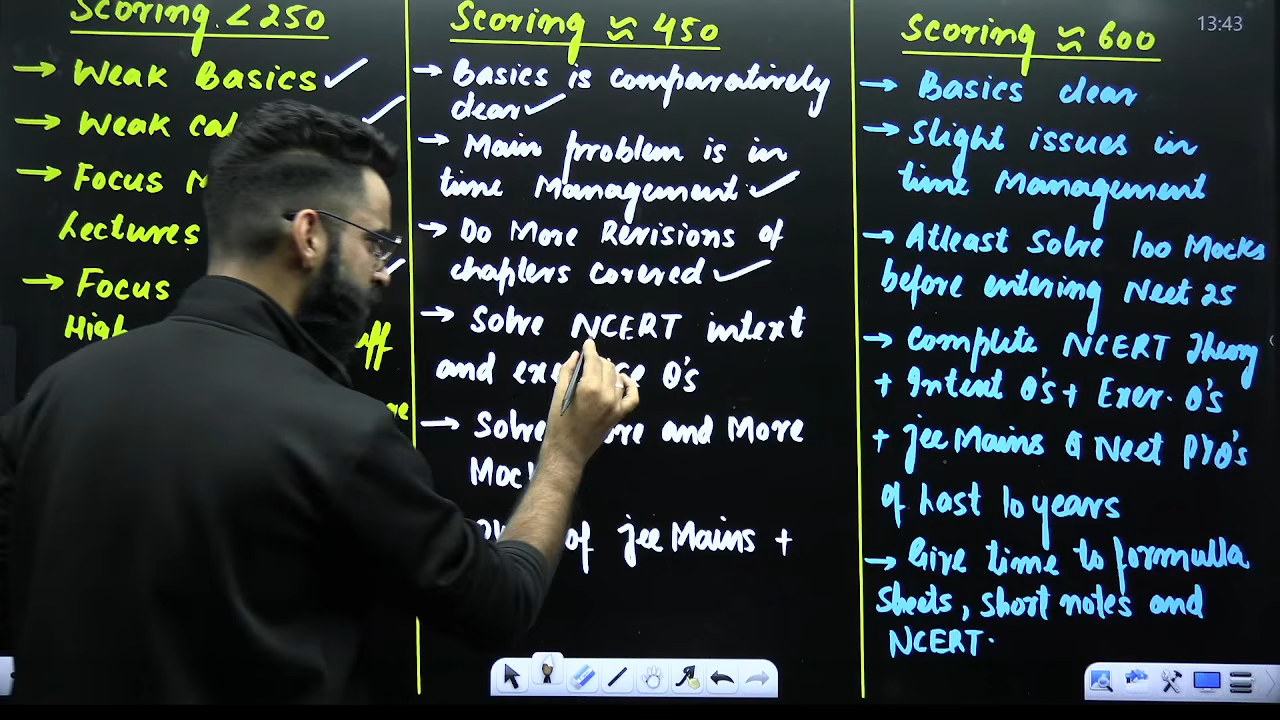 Scoring < 250
→ Weak Basics ✓
→ Weak
→ Focus
Lectures
→ Focus
High
Scoring ≈ 450
→ Basics is comparatively
clear ✓
→ Main problem is in
time Management. ✓
→ Do More Revisions of
chapters covered ✓
→ Solve NCERT intext
and Q's
→ Solve and More
of jee Mains +
Scoring ≈ 600
→ Basics clear
→ Slight issues in
time Management
→ Atleast Solve 100 Mocks
before entering Neet 25
→ Complete NCERT Theory
+ Intext Q's + Exer. Q's
+ jee Mains & Neet PYQ's
of Last 10 years
→ Give time to formulla
sheets, short notes and
NCERT.
13:43